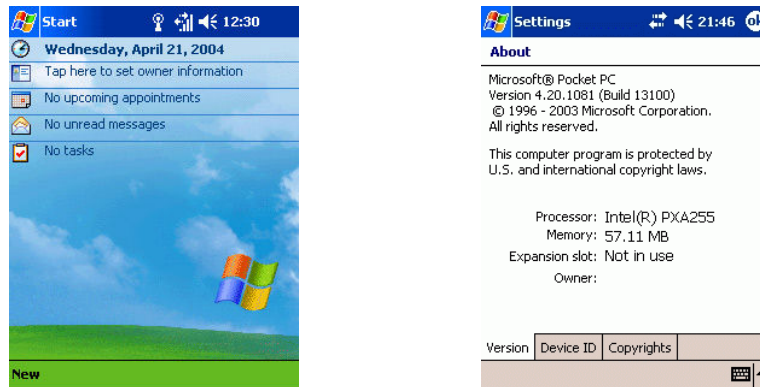 Start 12:30
Wednesday, April 21, 2004
Tap here to set owner information
No upcoming appointments
No unread messages
No tasks
New
Settings 21:46 ok
About
Microsoft® Pocket PC
Version 4.20.1081 (Build 13100)
© 1996 - 2003 Microsoft Corporation.
All rights reserved.
This computer program is protected by
U.S. and international copyright laws.
Processor: Intel(R) PXA255
Memory: 57.11 MB
Expansion slot: Not in use
Owner:
Version Device ID Copyrights